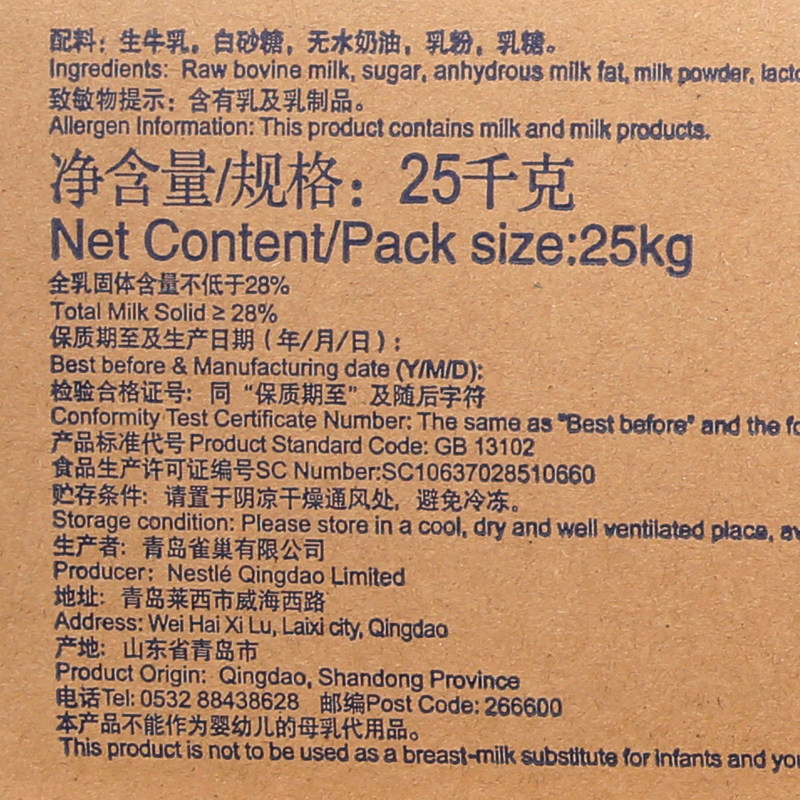 配料：生牛乳，白砂糖，无水奶油，乳粉，乳糖。
Ingredients: Raw bovine milk, sugar, anhydrous milk fat, milk powder, lacto
致敏物提示：含有乳及乳制品。
Allergen Information: This product contains milk and milk products.
净含量/规格：25千克
Net Content/Pack size:25kg
全乳固体含量不低于28%
Total Milk Solid ≥ 28%
保质期至及生产日期（年/月/日）：
Best before & Manufacturing date (Y/M/D):
检验合格证号：同“保质期至”及随后字符
Conformity Test Certificate Number: The same as "Best before" and the fo
产品标准代号Product Standard Code: GB 13102
食品生产许可证编号SC Number:SC10637028510660
贮存条件：请置于阴凉干燥通风处，避免冷冻。
Storage condition: Please store in a cool, dry and well ventilated place, av
生产者：青岛雀巢有限公司
Producer: Nestlé Qingdao Limited
地址：青岛莱西市威海西路
Address: Wei Hai Xi Lu, Laixi city, Qingdao
产地：山东省青岛市
Product Origin: Qingdao, Shandong Province
电话Tel: 0532 88438628 邮编Post Code: 266600
本产品不能作为婴幼儿的母乳代用品。
This product is not to be used as a breast-milk substitute for infants and you